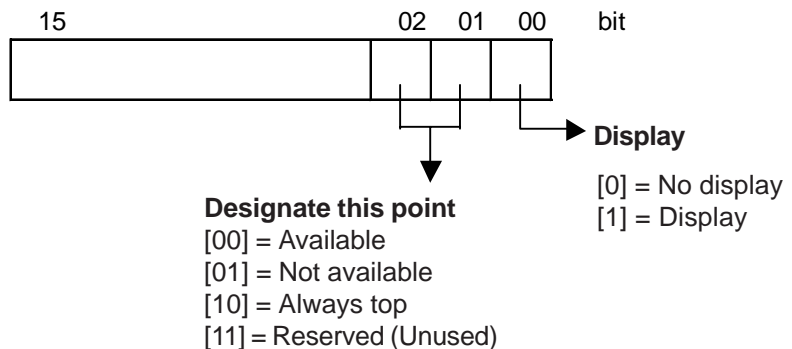 15 02 01 00 bit
Display
[0] = No display
[1] = Display
Designate this point
[00] = Available
[01] = Not available
[10] = Always top
[11] = Reserved (Unused)